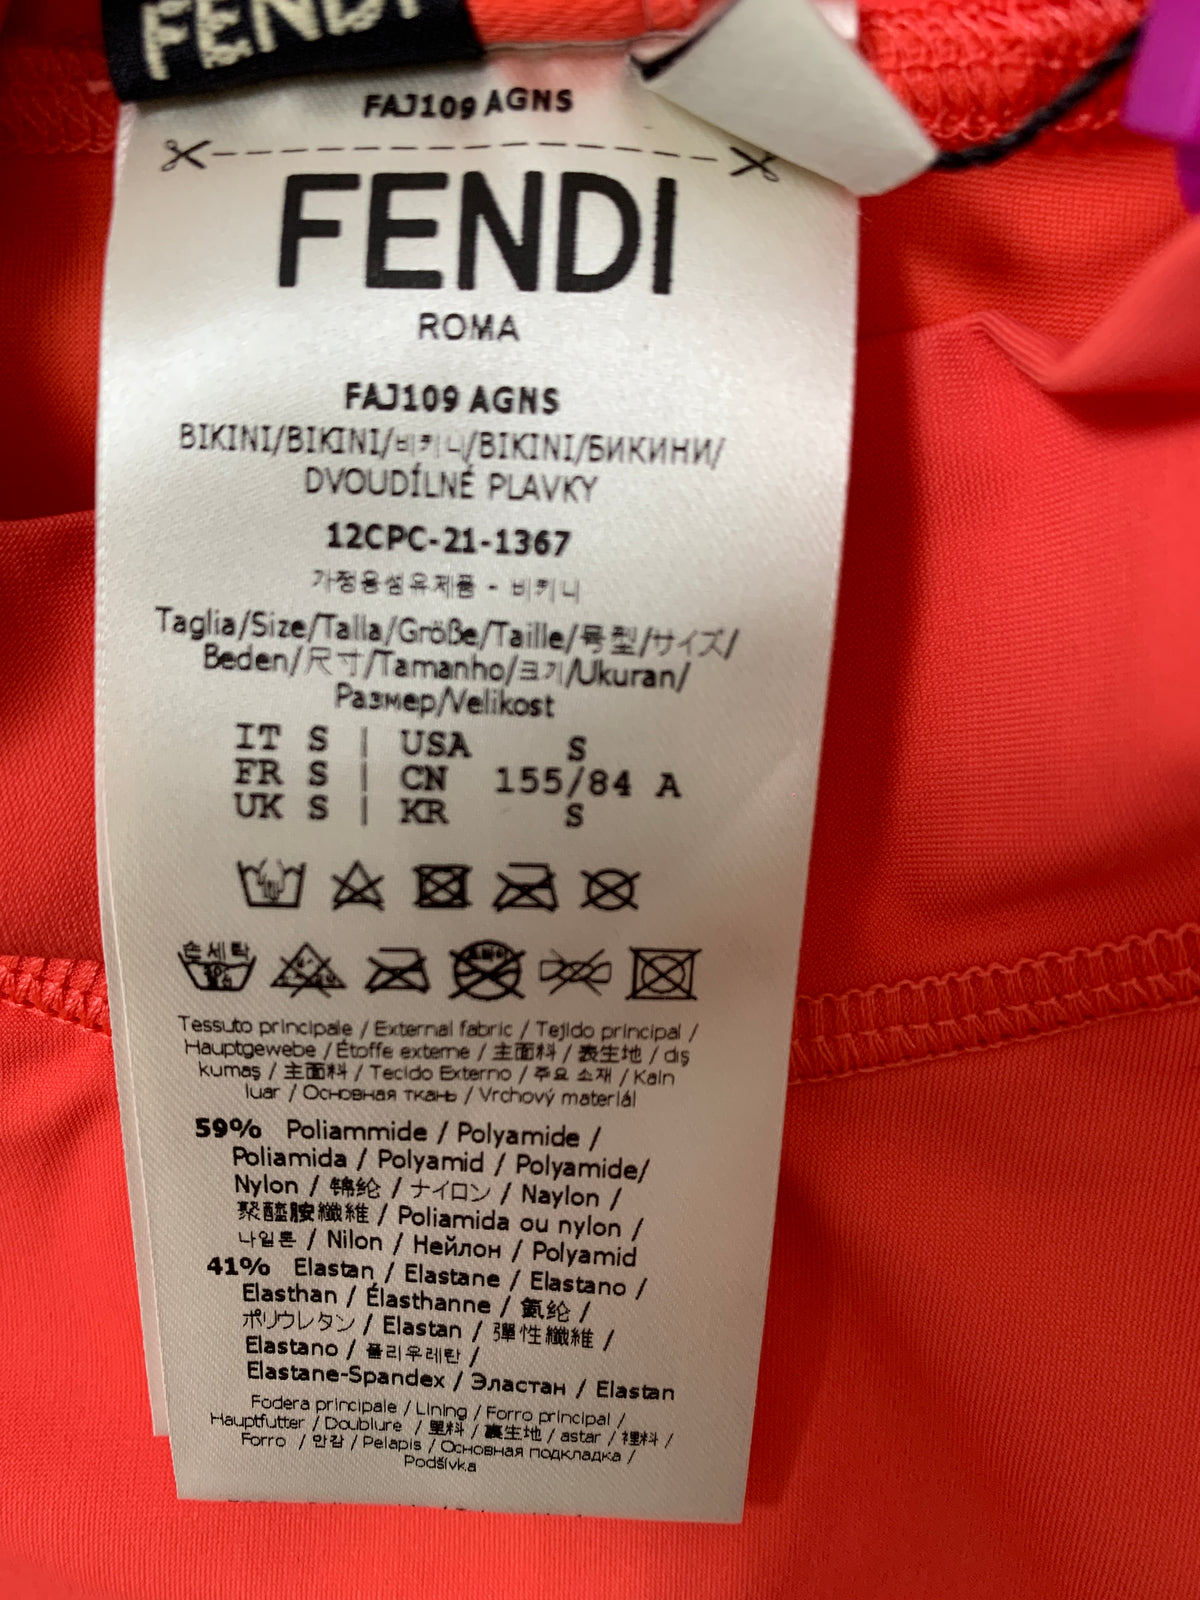 FENDI
FAJ109 AGNS
FENDI
ROMA
FAJ109 AGNS
BIKINI/BIKINI/비키니/BIKINI/БИКИНИ/
DVOUDÍLNÉ PLAVKY
12CPC-21-1367
가정용섬유제품 - 비키니
Taglia/Size/Talla/Größe/Taille/号型/サイズ/
Beden/尺寸/Tamanho/크기/Ukuran/
Размер/Velikost
IT S | USA S
FR S | CN 155/84 A
UK S | KR S
손세탁
Tessuto principale / External fabric / Tejido principal /
Hauptgewebe / Étoffe externe / 主面料 / 表生地 / dış
kumaş / 主面料 / Tecido Externo / 주요 소재 / Kain
luar / Основная ткань / Vrchový materiál
59% Poliammide / Polyamide /
Poliamida / Polyamid / Polyamide/
Nylon / 锦纶 / ナイロン / Naylon /
聚醯胺纖維 / Poliamida ou nylon /
나일론 / Nilon / Нейлон / Polyamid
41% Elastan / Elastane / Elastano /
Elasthan / Élasthanne / 氨纶 /
ポリウレタン / Elastan / 彈性纖維 /
Elastano / 폴리우레탄 /
Elastane-Spandex / Эластан / Elastan
Fodera principale / Lining / Forro principal /
Hauptfutter / Doublure / 里料 / 裏生地 / astar / 裡料 /
Forro / 안감 / Pelapis / Основная подкладка /
Podšívka